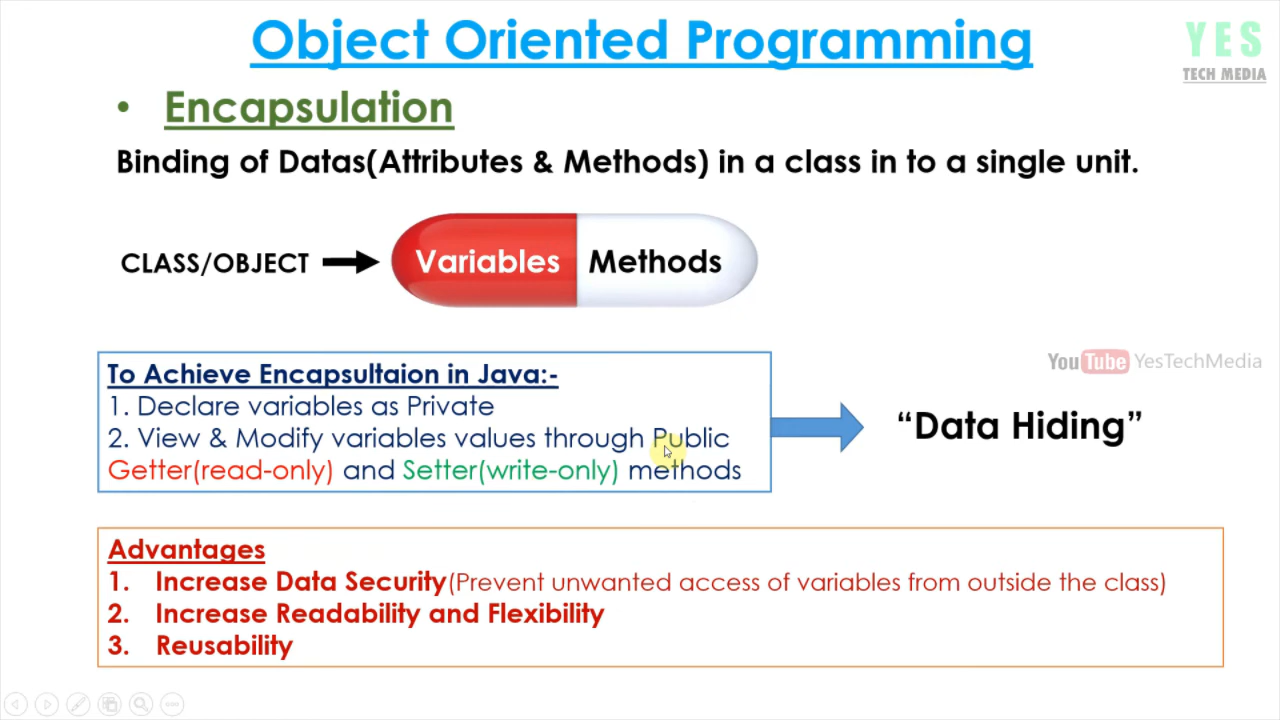 Object Oriented Programming
YES
TECH MEDIA
• Encapsulation
Binding of Datas(Attributes & Methods) in a class in to a single unit.
CLASS/OBJECT
Variables Methods
To Achieve Encapsultaion in Java:-
1. Declare variables as Private
2. View & Modify variables values through Public
Getter(read-only) and Setter(write-only) methods
YouTube YesTechMedia
“Data Hiding”
Advantages
1. Increase Data Security(Prevent unwanted access of variables from outside the class)
2. Increase Readability and Flexibility
3. Reusability